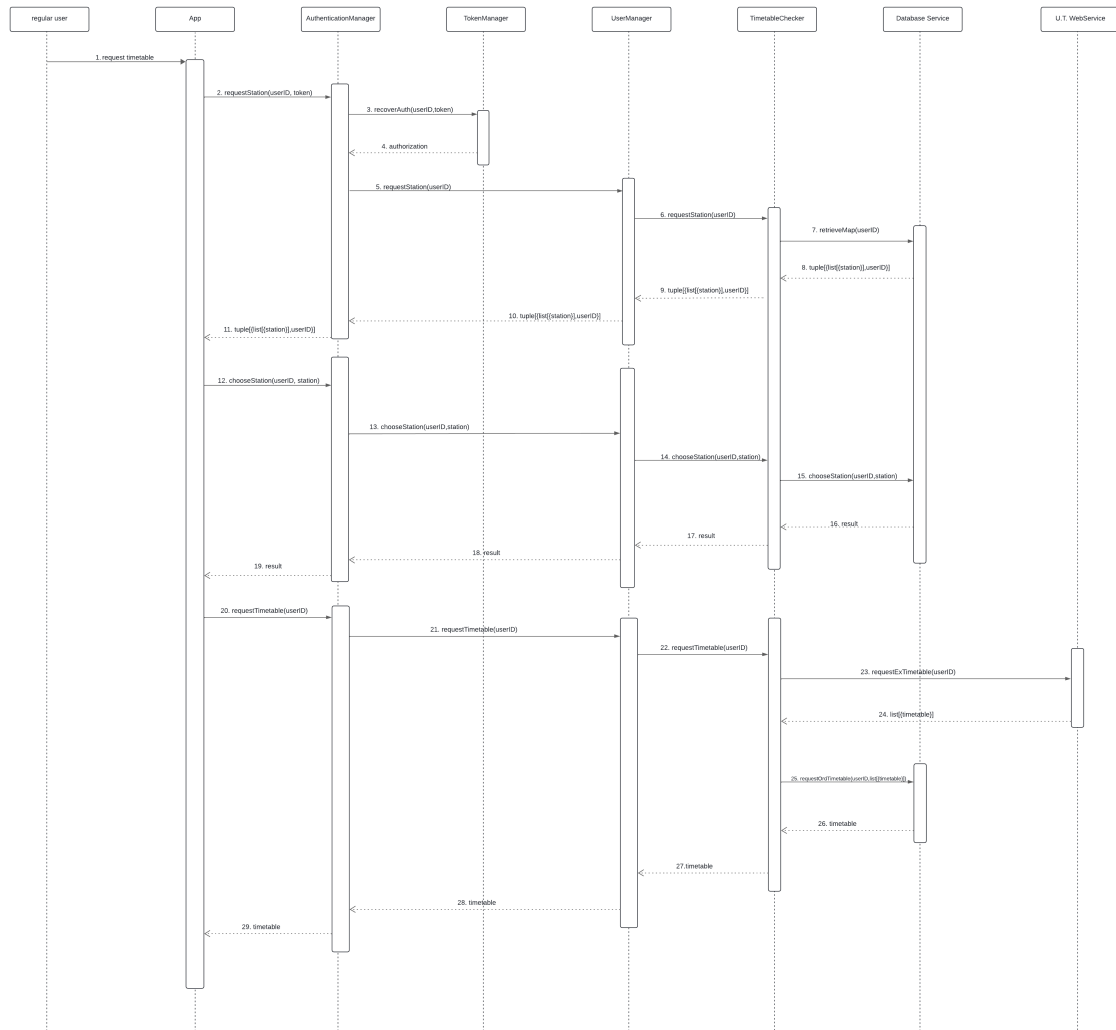 regular user
App
AuthenticationManager
TokenManager
UserManager
TimetableChecker
Database Service
U.T. WebService
1. request timetable
2. requestStation(userID, token)
3. recoverAuth(userID,token)
4. authorization
5. requestStation(userID)
6. requestStation(userID)
7. retrieveMap(userID)
8. tuple[{list[{station}],userID}]
9. tuple[{list[{station}],userID}]
10. tuple[{list[{station}],userID}]
11. tuple[{list[{station}],userID}]
12. chooseStation(userID, station)
13. chooseStation(userID,station)
14. chooseStation(userID,station)
15. chooseStation(userID,station)
16. result
17. result
18. result
19. result
20. requestTimetable(userID)
21. requestTimetable(userID)
22. requestTimetable(userID)
23. requestExTimetable(userID)
24. list[{timetable}]
25. requestOrdTimetable(userID,list[{timetable}])
26. timetable
27.timetable
28. timetable
29. timetable